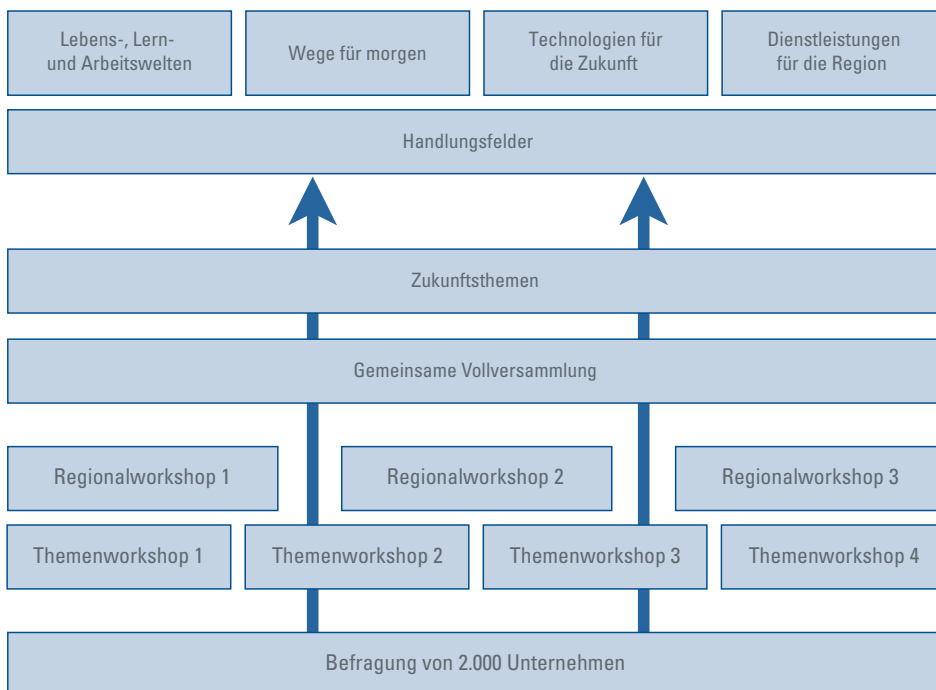 Lebens-, Lern-
und Arbeitswelten
Wege für morgen
Technologien für
die Zukunft
Dienstleistungen
für die Region
Handlungsfelder
Zukunftsthemen
Gemeinsame Vollversammlung
Regionalworkshop 1
Regionalworkshop 2
Regionalworkshop 3
Themenworkshop 1
Themenworkshop 2
Themenworkshop 3
Themenworkshop 4
Befragung von 2.000 Unternehmen